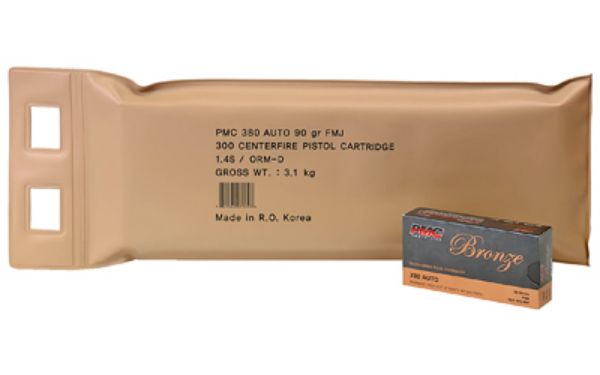 PMC 380 AUTO 90 gr FMJ
300 CENTERFIRE PISTOL CARTRIDGE
1.4S / ORM-D
GROSS WT. : 3.1 kg
Made in R.O. Korea
PMC
Bronze
380 AUTO